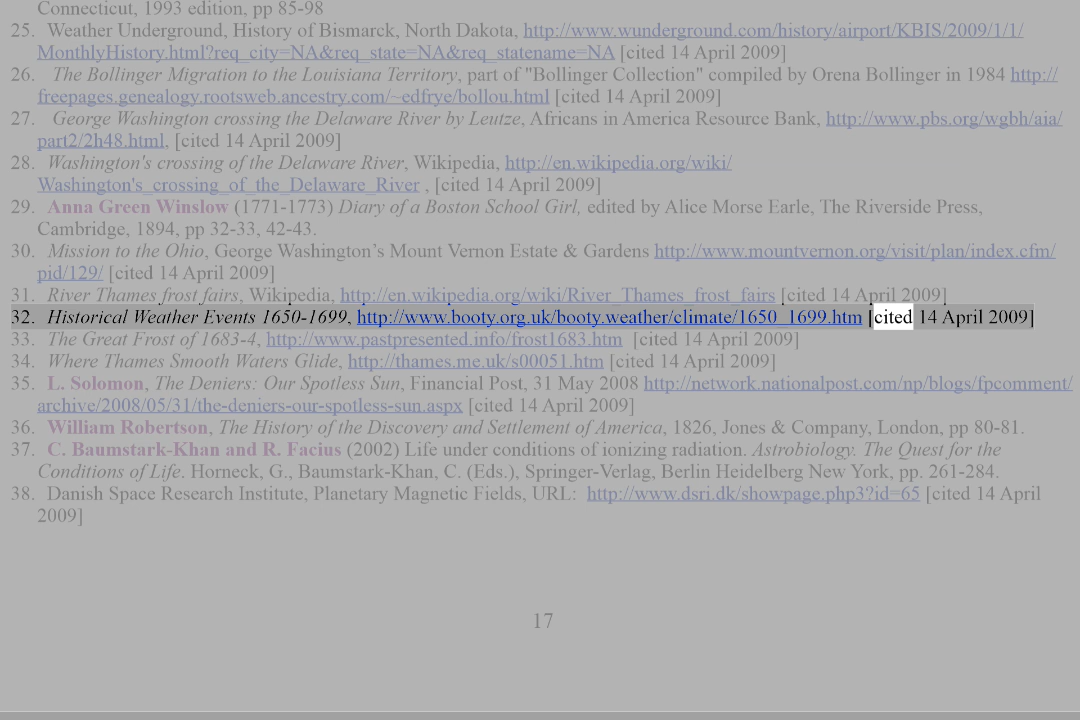 Connecticut, 1993 edition, pp 85-98
25. Weather Underground, History of Bismarck, North Dakota, http://www.wunderground.com/history/airport/KBIS/2009/1/1/
MonthlyHistory.html?req_city=NA&req_state=NA&req_statename=NA [cited 14 April 2009]
26. The Bollinger Migration to the Louisiana Territory, part of "Bollinger Collection" compiled by Orena Bollinger in 1984 http://
freepages.genealogy.rootsweb.ancestry.com/~edfrye/bollou.html [cited 14 April 2009]
27. George Washington crossing the Delaware River by Leutze, Africans in America Resource Bank, http://www.pbs.org/wgbh/aia/
part2/2h48.html, [cited 14 April 2009]
28. Washington's crossing of the Delaware River, Wikipedia, http://en.wikipedia.org/wiki/
Washington's_crossing_of_the_Delaware_River , [cited 14 April 2009]
29. Anna Green Winslow (1771-1773) Diary of a Boston School Girl, edited by Alice Morse Earle, The Riverside Press,
Cambridge, 1894, pp 32-33, 42-43.
30. Mission to the Ohio, George Washington’s Mount Vernon Estate & Gardens http://www.mountvernon.org/visit/plan/index.cfm/
pid/129/ [cited 14 April 2009]
31. River Thames frost fairs, Wikipedia, http://en.wikipedia.org/wiki/River_Thames_frost_fairs [cited 14 April 2009]
32. Historical Weather Events 1650-1699, http://www.booty.org.uk/booty.weather/climate/1650_1699.htm [cited 14 April 2009]
33. The Great Frost of 1683-4, http://www.pastpresented.info/frost1683.htm [cited 14 April 2009]
34. Where Thames Smooth Waters Glide, http://thames.me.uk/s00051.htm [cited 14 April 2009]
35. L. Solomon, The Deniers: Our Spotless Sun, Financial Post, 31 May 2008 http://network.nationalpost.com/np/blogs/fpcomment/
archive/2008/05/31/the-deniers-our-spotless-sun.aspx [cited 14 April 2009]
36. William Robertson, The History of the Discovery and Settlement of America, 1826, Jones & Company, London, pp 80-81.
37. C. Baumstark-Khan and R. Facius (2002) Life under conditions of ionizing radiation. Astrobiology. The Quest for the
Conditions of Life. Horneck, G., Baumstark-Khan, C. (Eds.), Springer-Verlag, Berlin Heidelberg New York, pp. 261-284.
38. Danish Space Research Institute, Planetary Magnetic Fields, URL: http://www.dsri.dk/showpage.php3?id=65 [cited 14 April
2009]
17